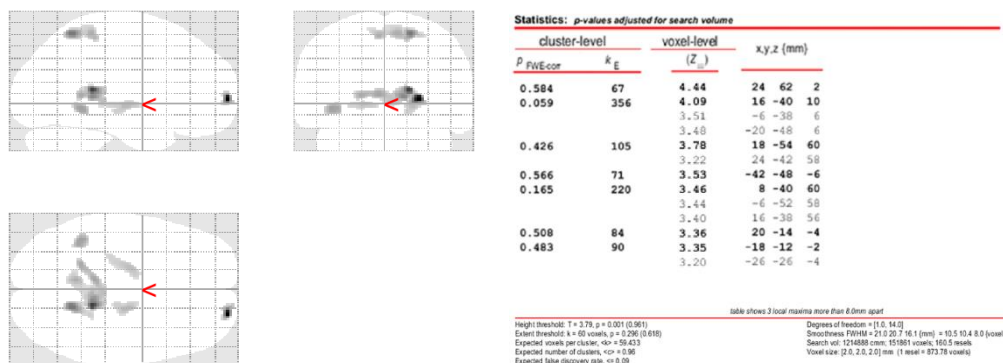 Statistics: p-values adjusted for search volume
cluster-level voxel-level x,y,z {mm}
p FWE-corr k E (Z≡)
0.584 67 4.44 24 62 2
0.059 356 4.09 16 -40 10
3.51 -6 -38 6
3.48 -20 -48 6
0.426 105 3.78 18 -54 60
3.22 24 -42 58
0.566 71 3.53 -42 -48 -6
0.165 220 3.46 8 -40 60
3.44 -6 -52 58
3.40 16 -38 56
0.508 84 3.36 20 -14 -4
0.483 90 3.35 -18 -12 -2
3.20 -26 -26 -4
table shows 3 local maxima more than 8.0mm apart
Height threshold: T = 3.79, p = 0.001 (0.961)
Extent threshold: k = 60 voxels, p = 0.296 (0.618)
Expected voxels per cluster, <k> = 59.433
Expected number of clusters, <c> = 0.96
Expected false discovery rate, <= 0.09
Degrees of freedom = [1.0, 14.0]
Smoothness FWHM = 21.0 20.7 16.1 {mm} = 10.5 10.4 8.0 {voxel
Search vol: 1214888 cmm; 151861 voxels; 160.5 resels
Voxel size: [2.0, 2.0, 2.0] mm (1 resel = 873.78 voxels)